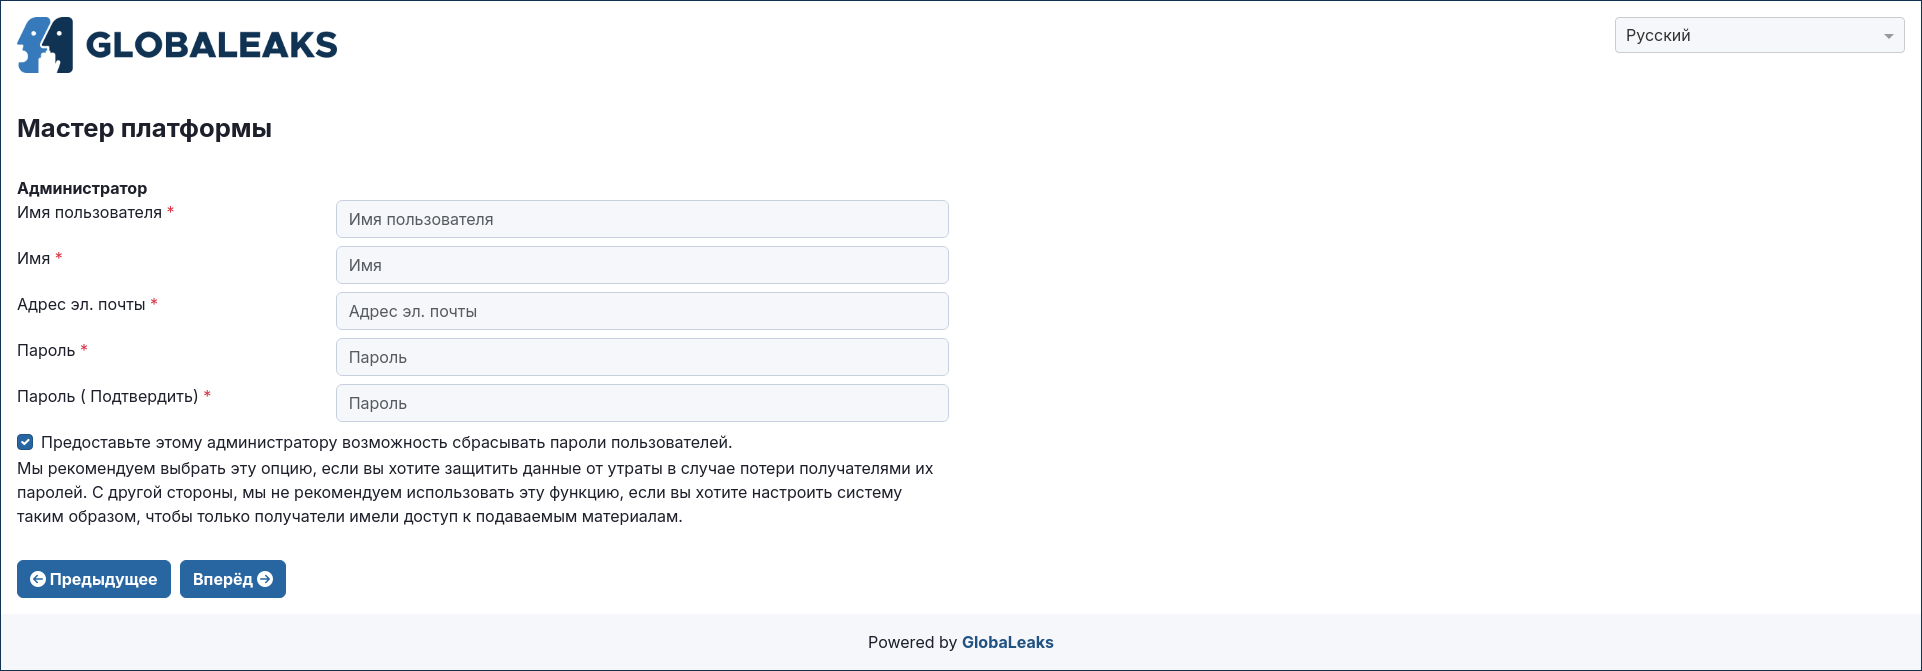 GLOBALEAKS
Русский
Мастер платформы
Администратор
Имя пользователя *
Имя пользователя
Имя *
Имя
Адрес эл. почты *
Адрес эл. почты
Пароль *
Пароль
Пароль ( Подтвердить) *
Пароль
Предоставьте этому администратору возможность сбрасывать пароли пользователей.
Мы рекомендуем выбрать эту опцию, если вы хотите защитить данные от утраты в случае потери получателями их
паролей. С другой стороны, мы не рекомендуем использовать эту функцию, если вы хотите настроить систему
таким образом, чтобы только получатели имели доступ к подаваемым материалам.
Предыдущее
Вперёд
Powered by GlobaLeaks